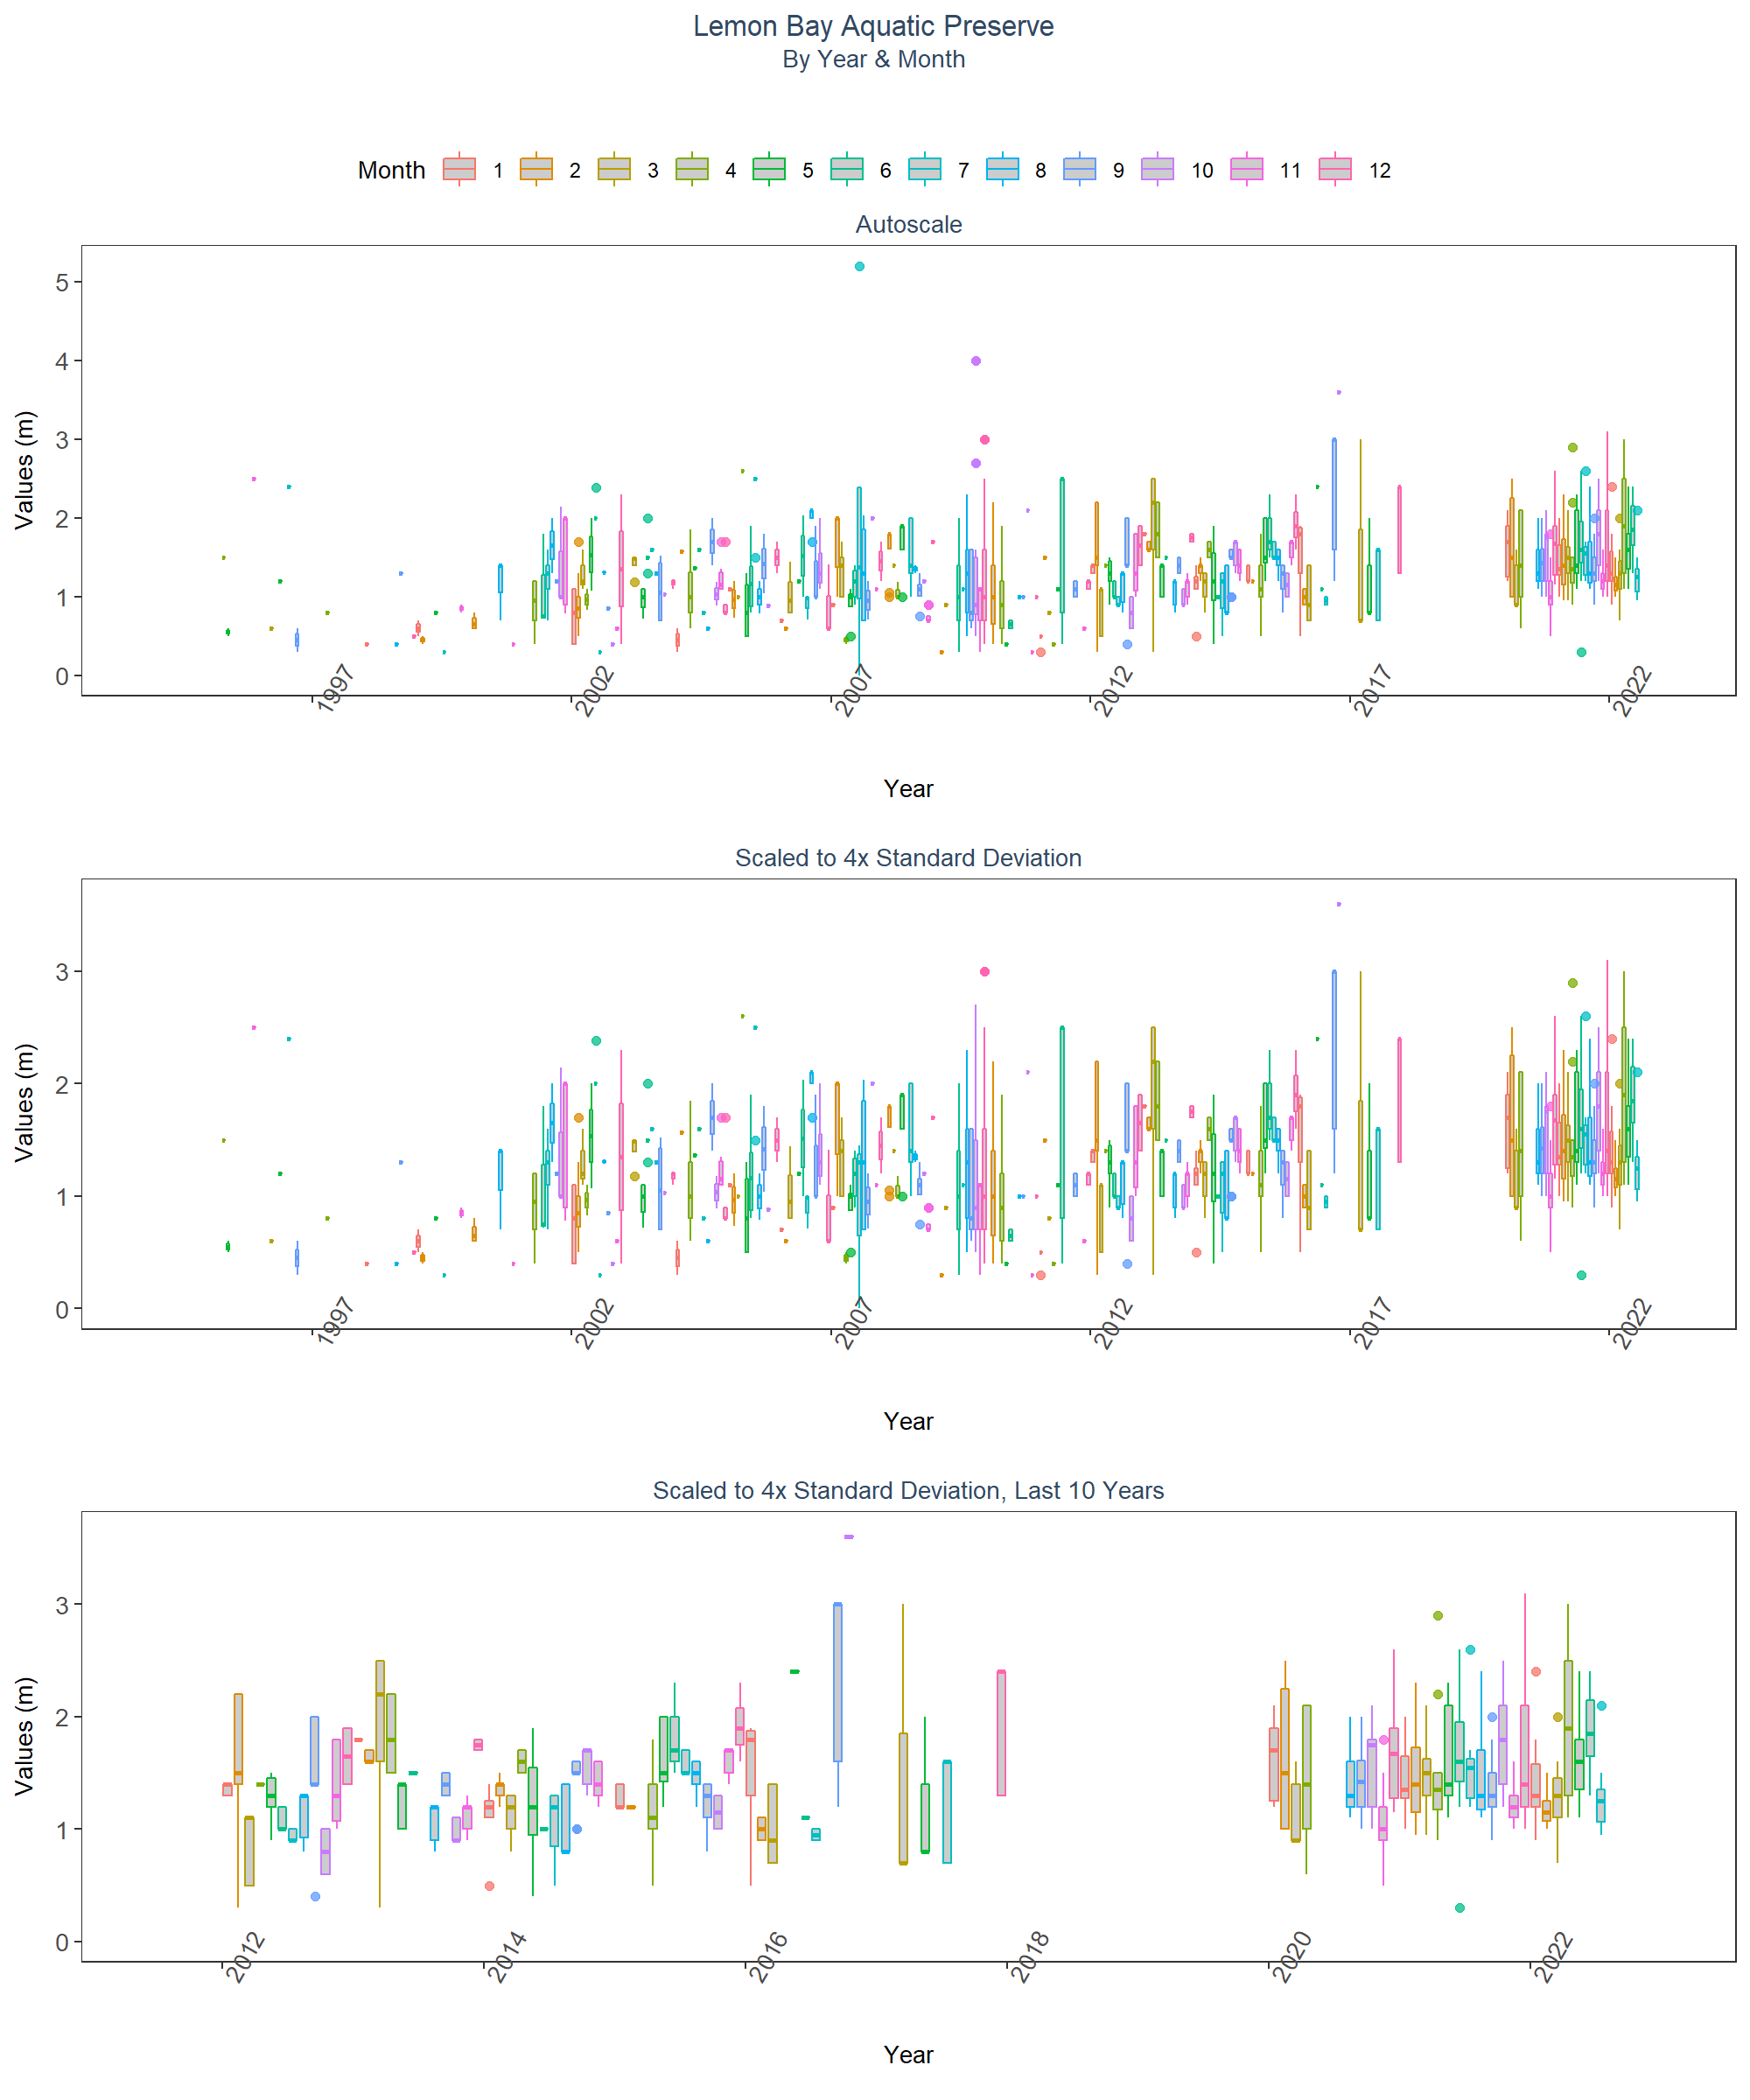 Lemon Bay Aquatic Preserve
By Year & Month
Month 1 2 3 4 5 6 7 8 9 10 11 12
Autoscale
Values (m)
5
4
3
2
1
0
1997 2002 2007 2012 2017 2022
Year
Scaled to 4x Standard Deviation
Values (m)
3
2
1
0
1997 2002 2007 2012 2017 2022
Year
Scaled to 4x Standard Deviation, Last 10 Years
Values (m)
3
2
1
0
2012 2014 2016 2018 2020 2022
Year